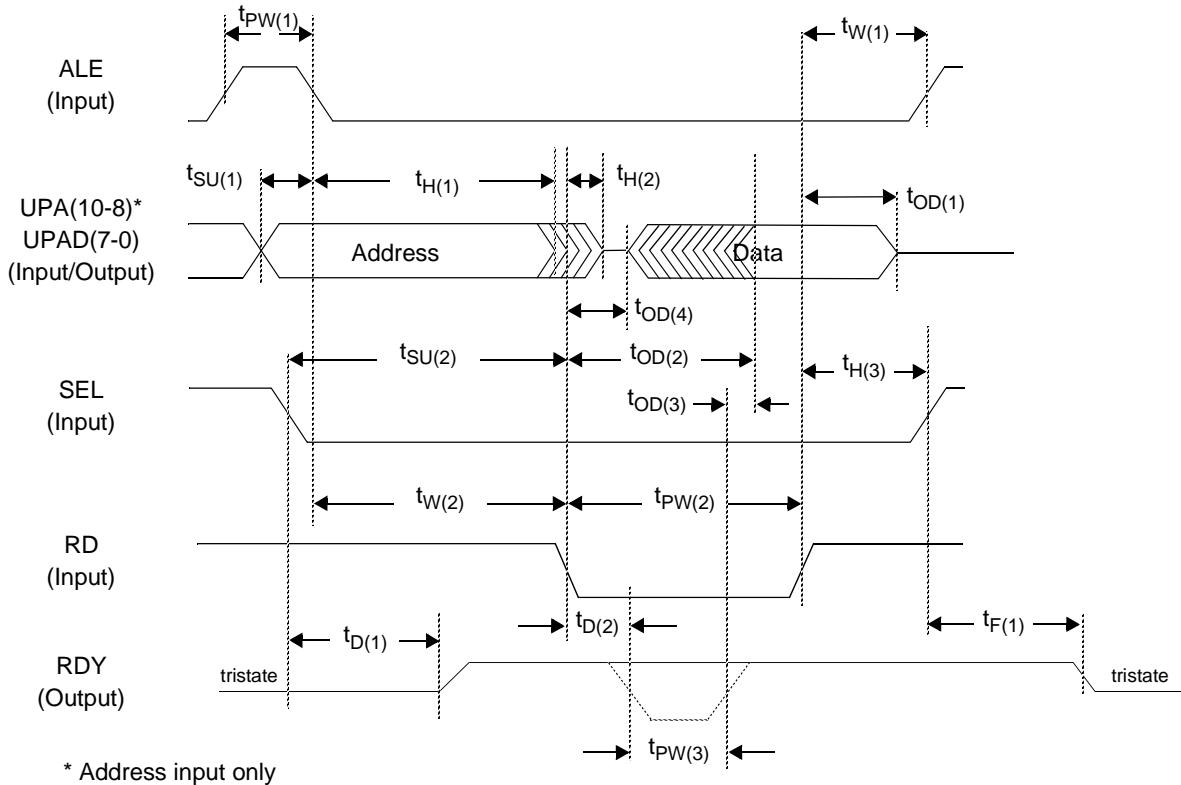 tPW(1)
tW(1)
ALE
(Input)
tSU(1)
tH(1)
tH(2)
tOD(1)
UPA(10-8)*
UPAD(7-0)
(Input/Output)
Address
Data
tOD(4)
tSU(2)
tOD(2)
tH(3)
SEL
(Input)
tOD(3)
tW(2)
tPW(2)
RD
(Input)
tD(2)
tD(1)
tF(1)
RDY
(Output)
tristate
tristate
tPW(3)
* Address input only